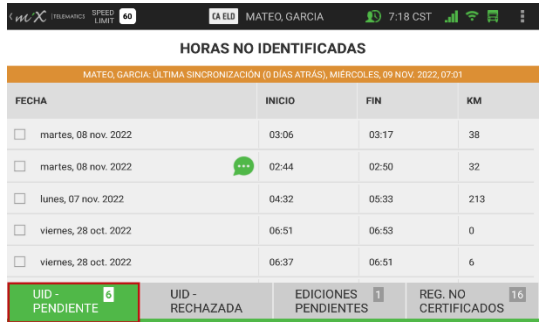 miX TELEMATICS SPEED LIMIT 60 CA ELD MATEO, GARCIA 7:18 CST
HORAS NO IDENTIFICADAS
MATEO, GARCIA: ÚLTIMA SINCRONIZACIÓN (0 DÍAS ATRÁS), MIÉRCOLES, 09 NOV. 2022, 07:01
FECHA INICIO FIN KM
martes, 08 nov. 2022 03:06 03:17 38
martes, 08 nov. 2022 02:44 02:50 32
lunes, 07 nov. 2022 04:32 05:33 213
viernes, 28 oct. 2022 06:51 06:53 0
viernes, 28 oct. 2022 06:37 06:51 6
UID - PENDIENTE 6 UID - RECHAZADA EDICIONES PENDIENTES 1 REG. NO CERTIFICADOS 16